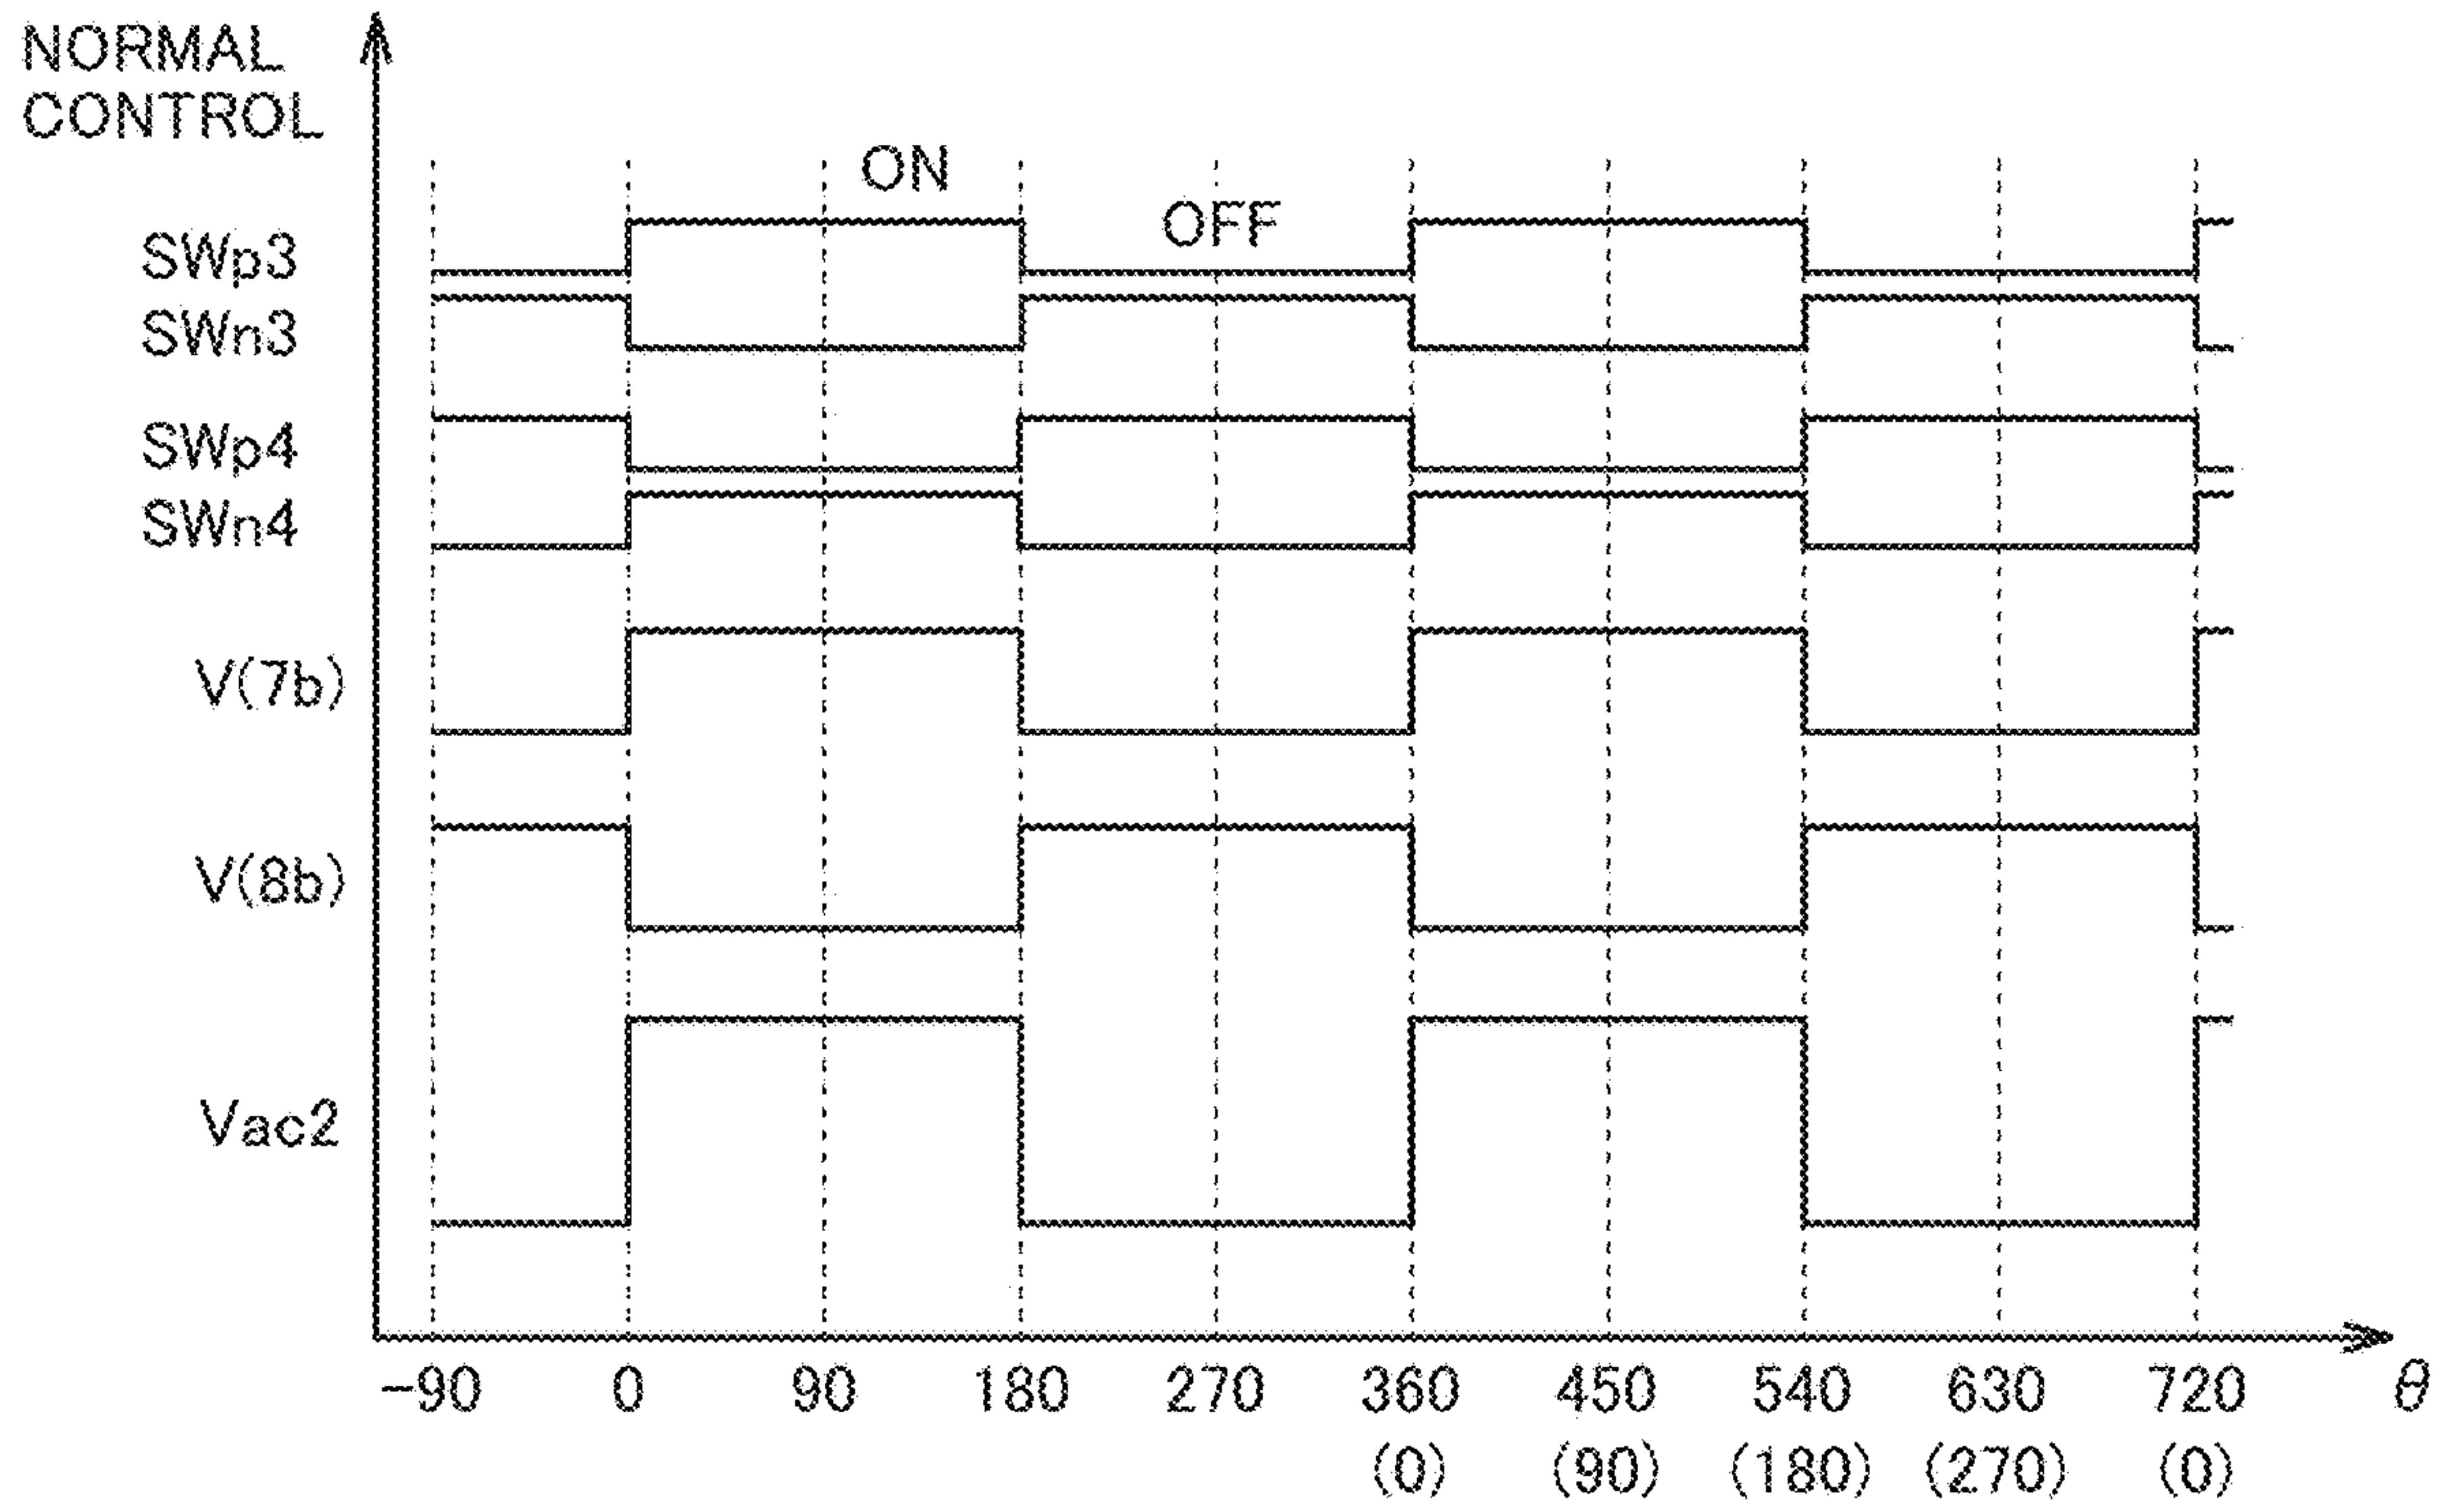 NORMAL
CONTROL
ON
OFF
SWp3
SWn3
SWp4
SWn4
V(7b)
V(8b)
Vac2
-90 0 90 180 270 360 450 540 630 720 θ
(0) (90) (180) (270) (0)